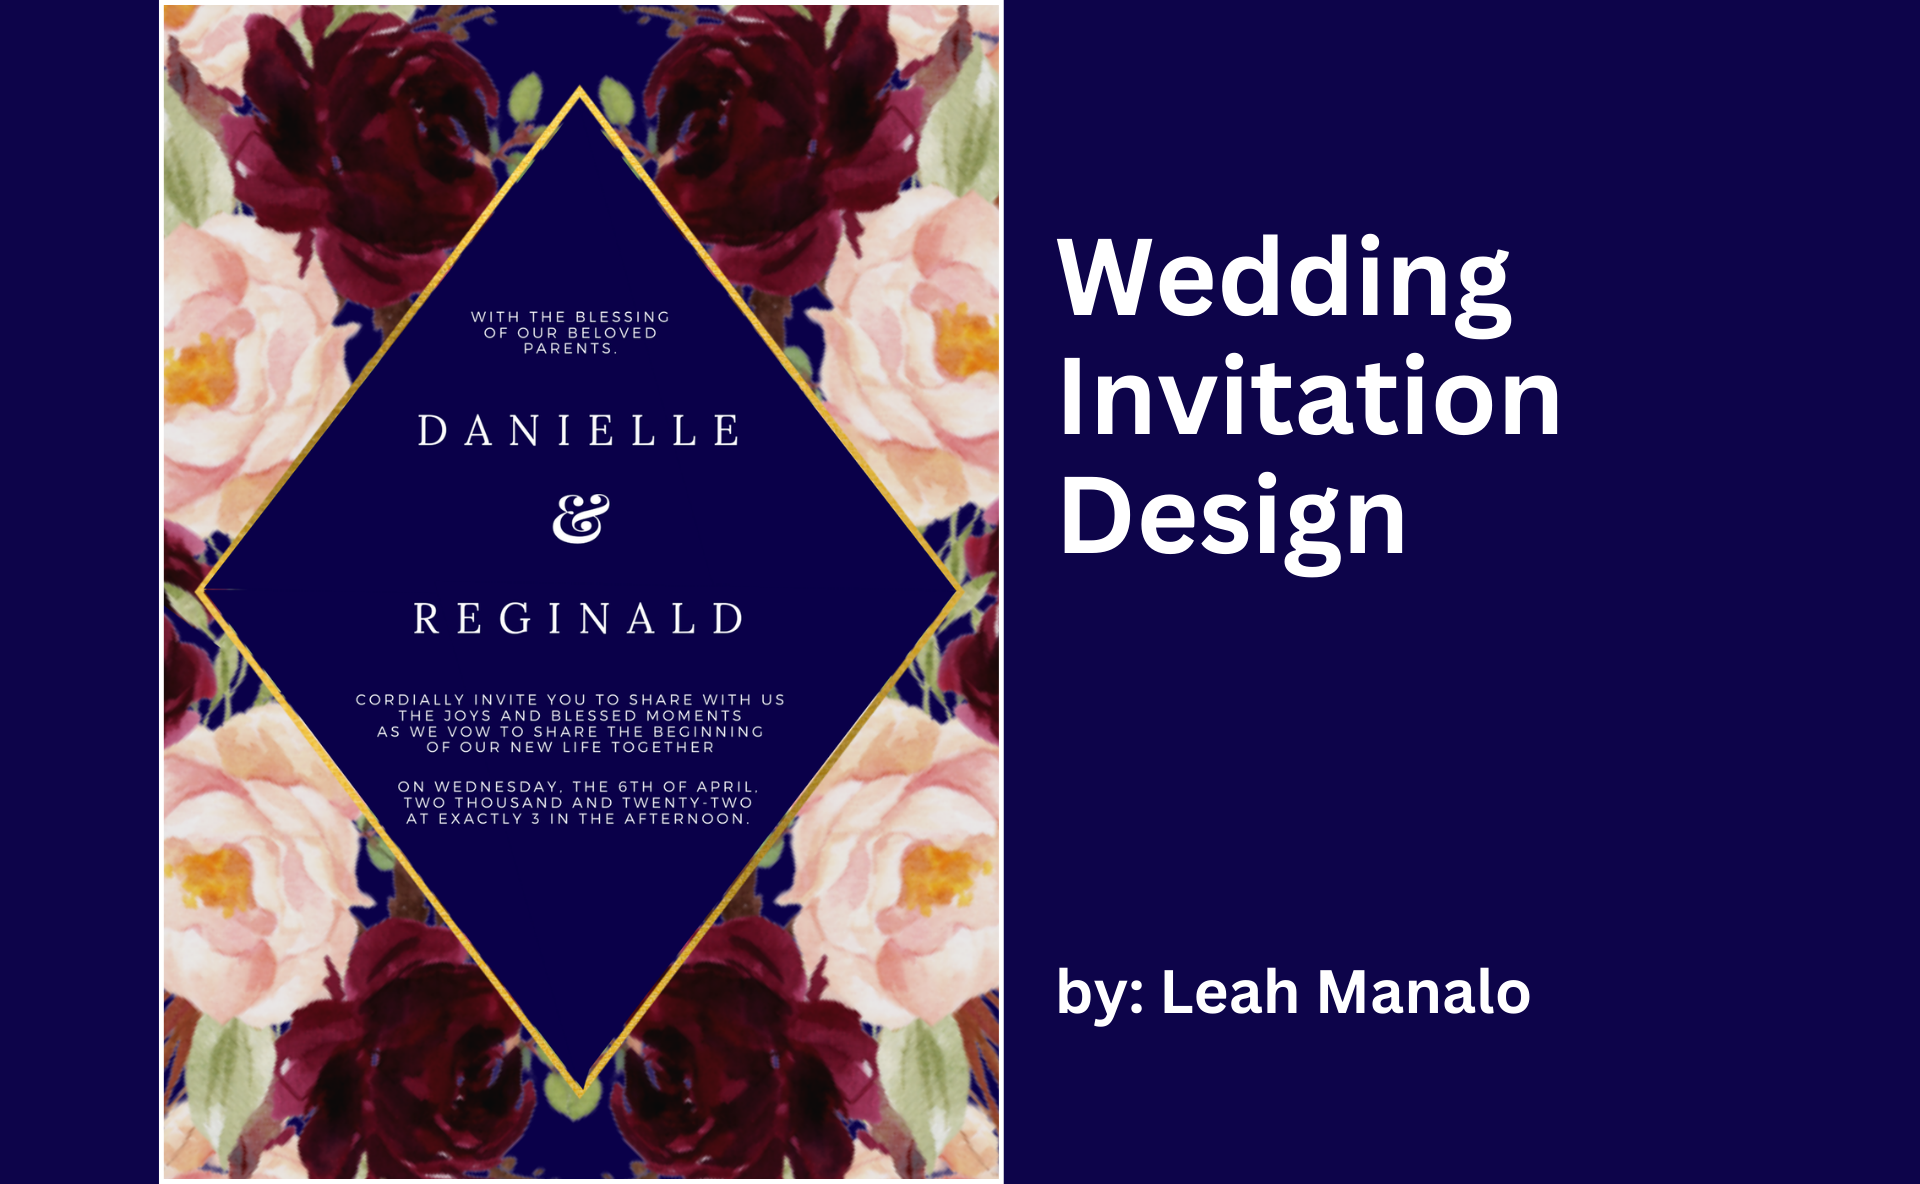 WITH THE BLESSING
OF OUR BELOVED
PARENTS.
DANIELLE
&
REGINALD
CORDIALLY INVITE YOU TO SHARE WITH US
THE JOYS AND BLESSED MOMENTS
AS WE VOW TO SHARE THE BEGINNING
OF OUR NEW LIFE TOGETHER
ON WEDNESDAY, THE 6TH OF APRIL,
TWO THOUSAND AND TWENTY-TWO
AT EXACTLY 3 IN THE AFTERNOON.
Wedding
Invitation
Design
by: Leah Manalo